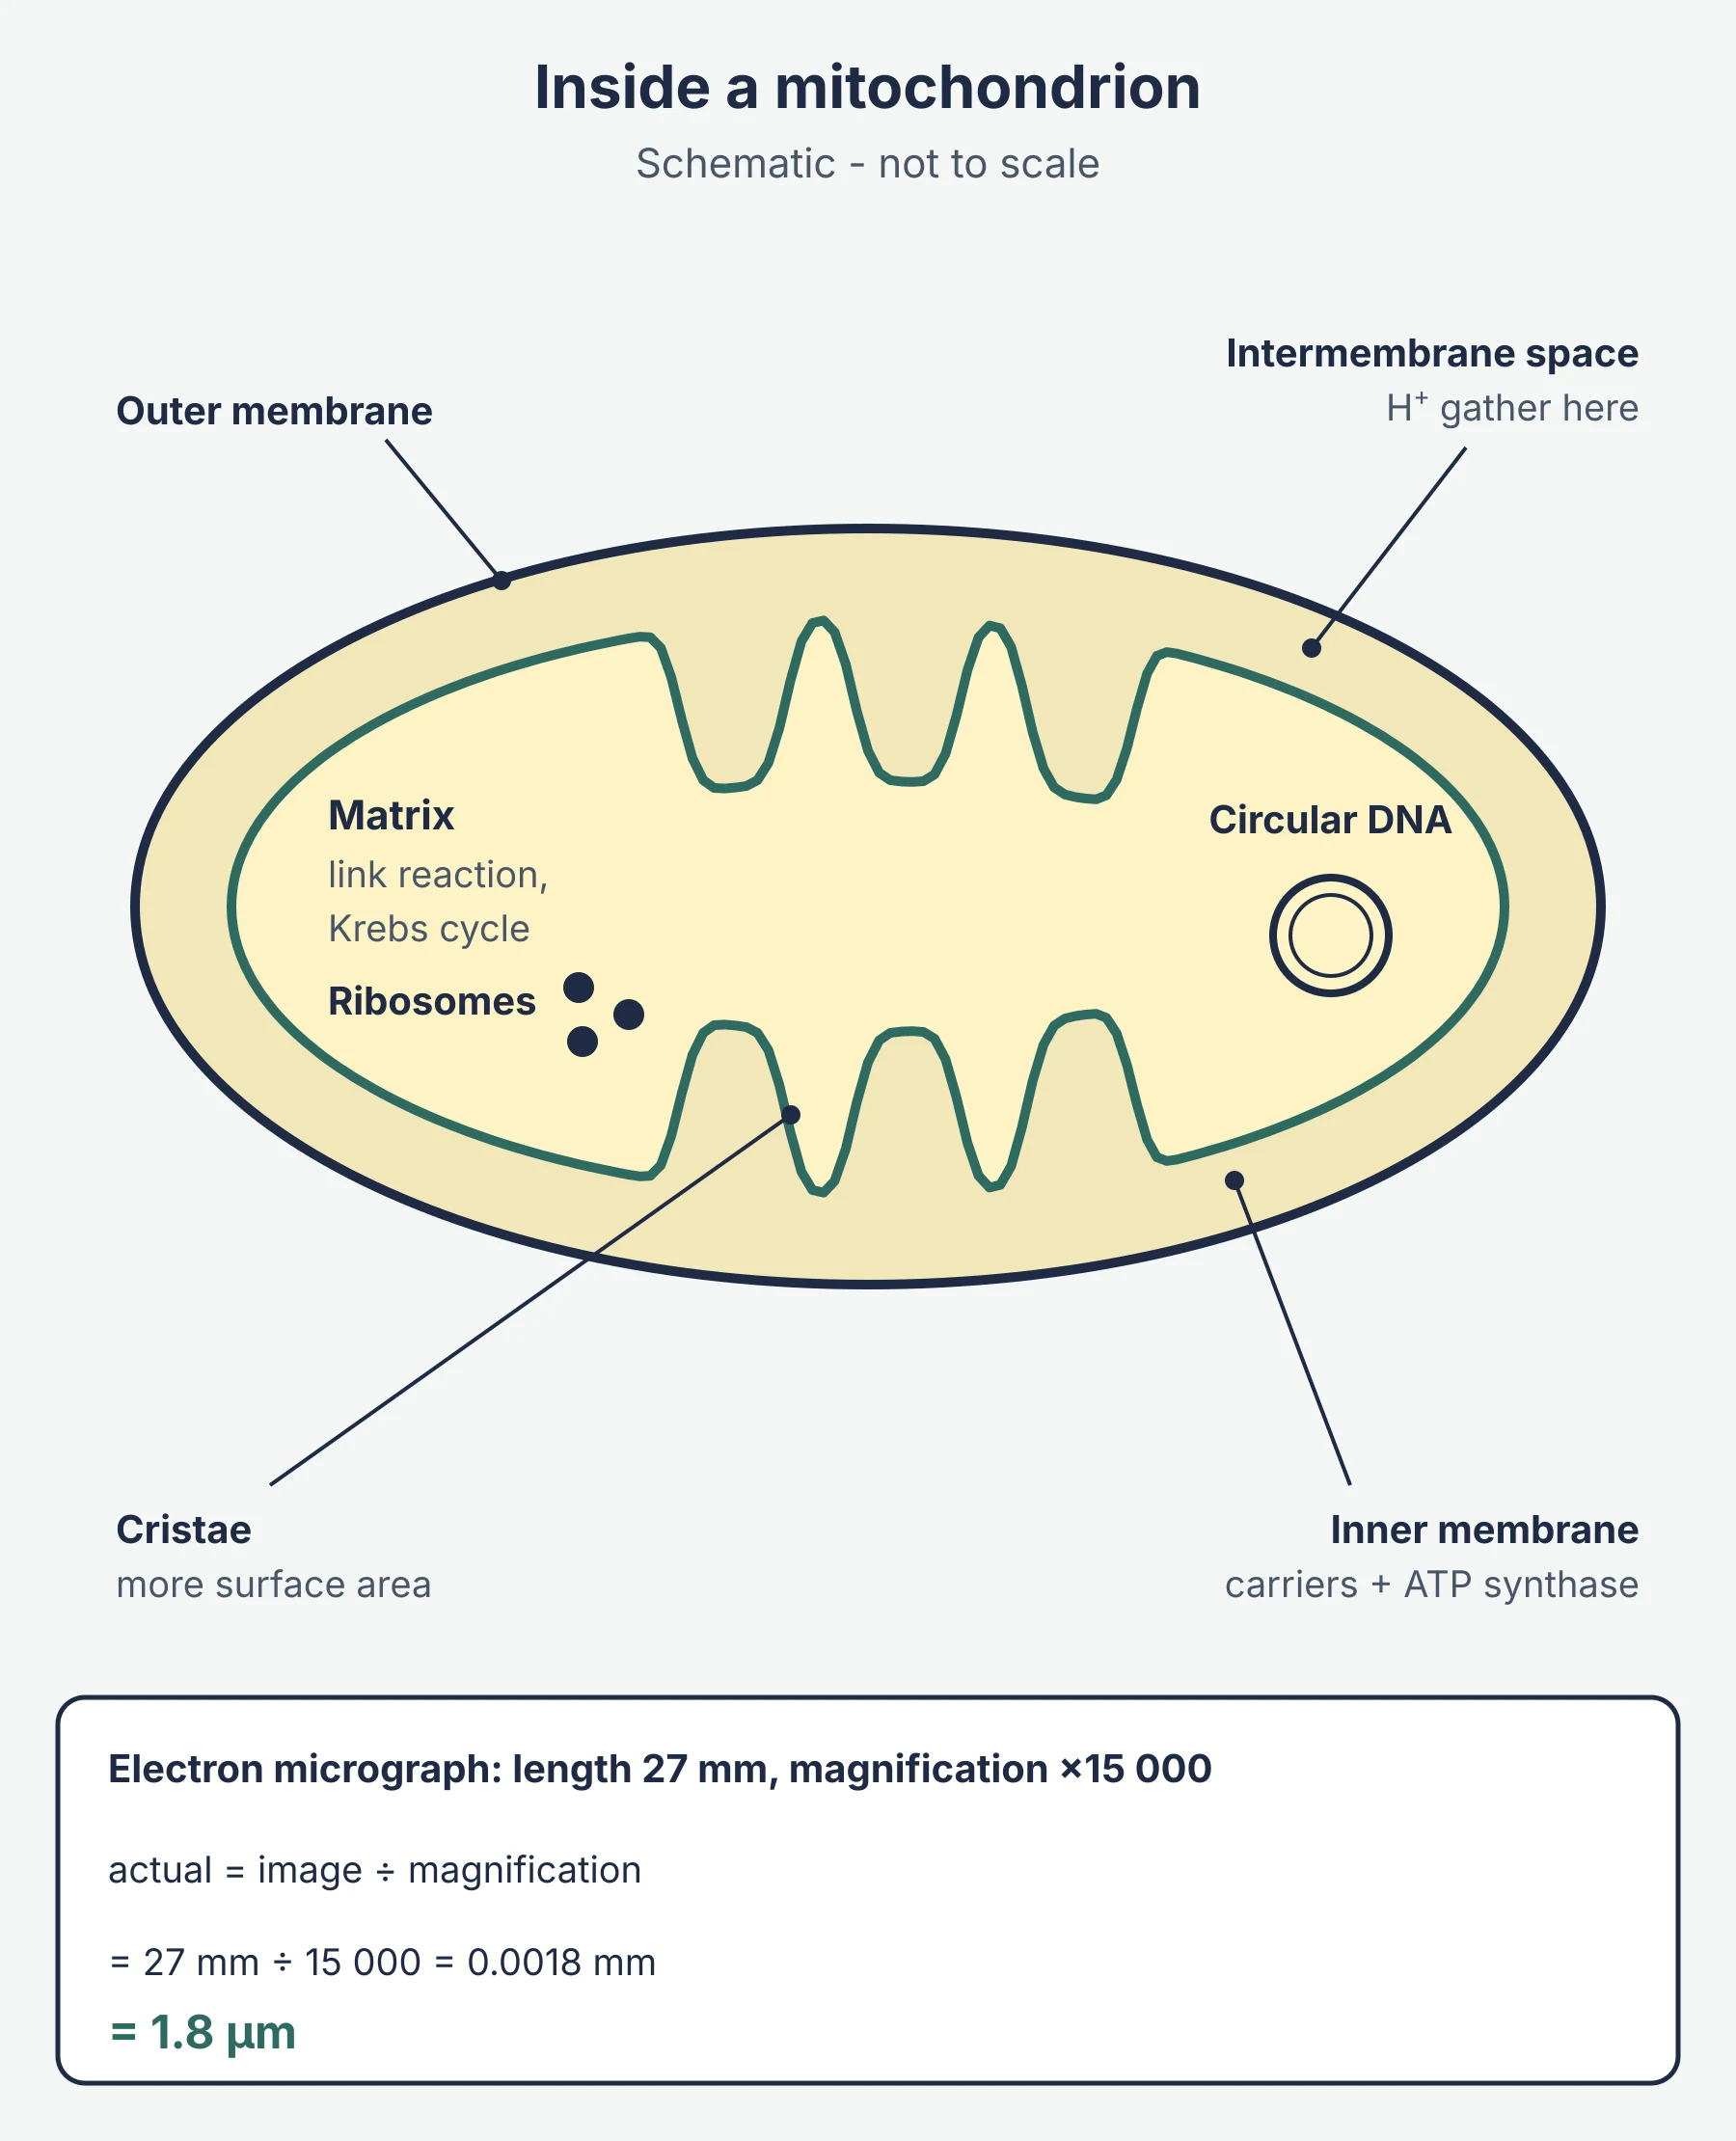 Inside a mitochondrion
Schematic - not to scale
Intermembrane space
H⁺ gather here
Outer membrane
Matrix
link reaction,
Krebs cycle
Ribosomes
Circular DNA
Cristae
more surface area
Inner membrane
carriers + ATP synthase
Electron micrograph: length 27 mm, magnification ×15 000
actual = image ÷ magnification
= 27 mm ÷ 15 000 = 0.0018 mm
= 1.8 µm